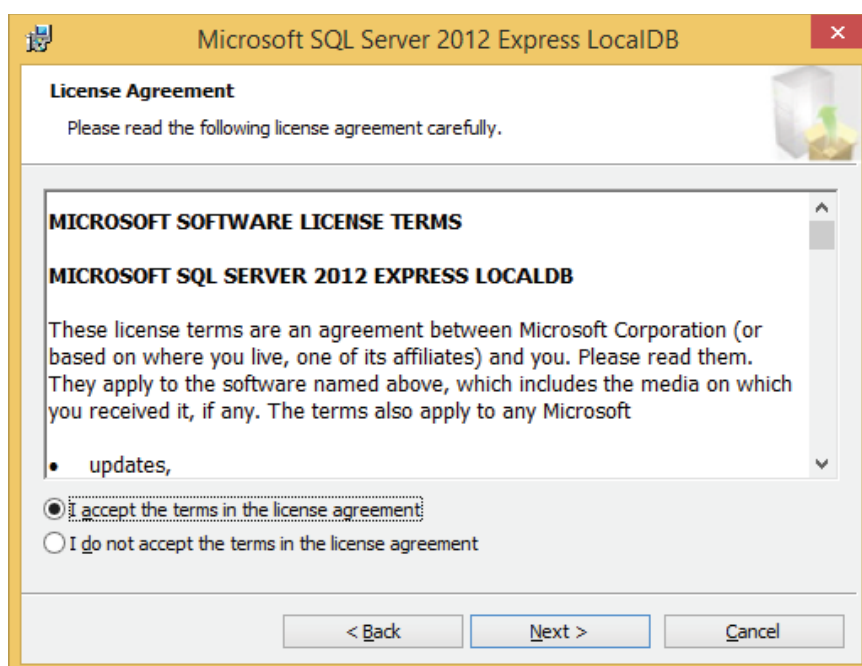 Microsoft SQL Server 2012 Express LocalDB
x
License Agreement
Please read the following license agreement carefully.
MICROSOFT SOFTWARE LICENSE TERMS
MICROSOFT SQL SERVER 2012 EXPRESS LOCALDB
These license terms are an agreement between Microsoft Corporation (or
based on where you live, one of its affiliates) and you. Please read them.
They apply to the software named above, which includes the media on which
you received it, if any. The terms also apply to any Microsoft
• updates,
I accept the terms in the license agreement
I do not accept the terms in the license agreement
< Back
Next >
Cancel